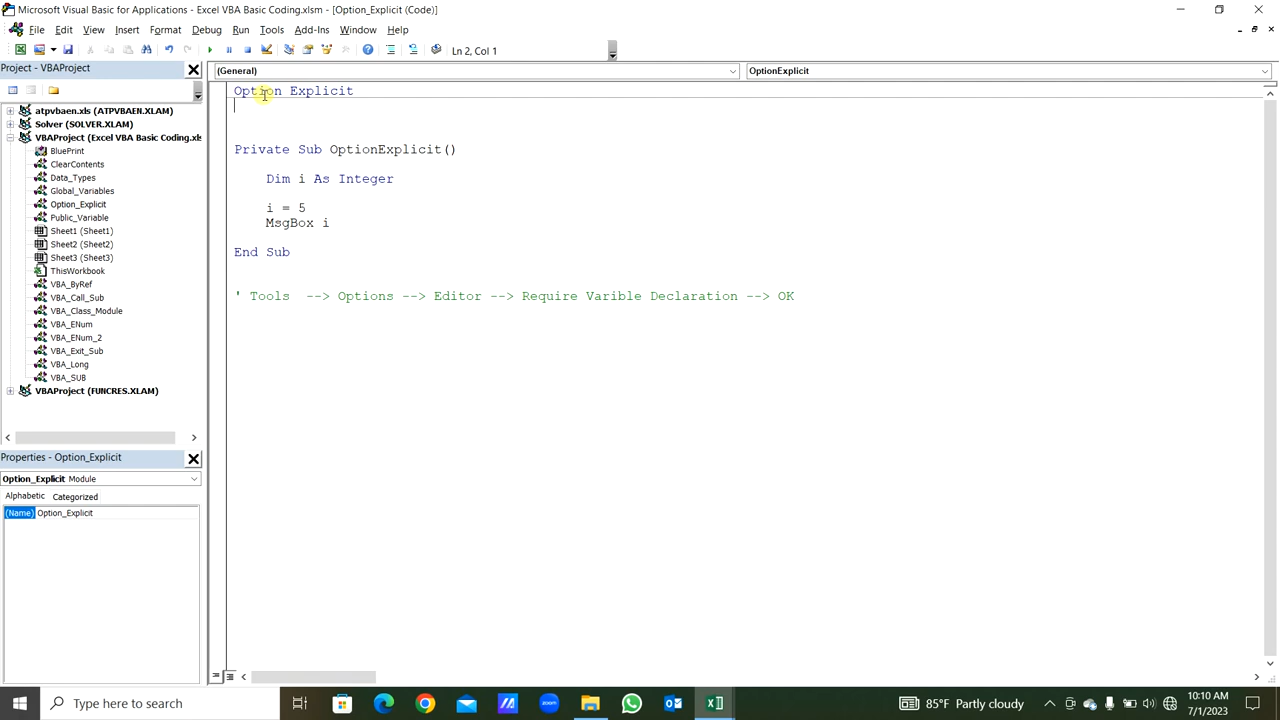 Microsoft Visual Basic for Applications - Excel VBA Basic Coding.xlsm - [Option_Explicit (Code)]
File Edit View Insert Format Debug Run Tools Add-Ins Window Help
Ln 2, Col 1
Project - VBAProject
(General)
OptionExplicit
atpvbaen.xls (ATPVBAEN.XLAM)
Solver (SOLVER.XLAM)
VBAProject (Excel VBA Basic Coding.xls
BluePrint
ClearContents
Data_Types
Global_Variables
Option_Explicit
Public_Variable
Sheet1 (Sheet1)
Sheet2 (Sheet2)
Sheet3 (Sheet3)
ThisWorkbook
VBA_ByRef
VBA_Call_Sub
VBA_Class_Module
VBA_ENum
VBA_ENum_2
VBA_Exit_Sub
VBA_Long
VBA_SUB
VBAProject (FUNCRES.XLAM)
Properties - Option_Explicit
Option_Explicit Module
Alphabetic Categorized
(Name) Option_Explicit
Option Explicit
Private Sub OptionExplicit()
Dim i As Integer
i = 5
MsgBox i
End Sub
' Tools --> Options --> Editor --> Require Varible Declaration --> OK
Type here to search
zoom
85°F Partly cloudy
10:10 AM
7/1/2023